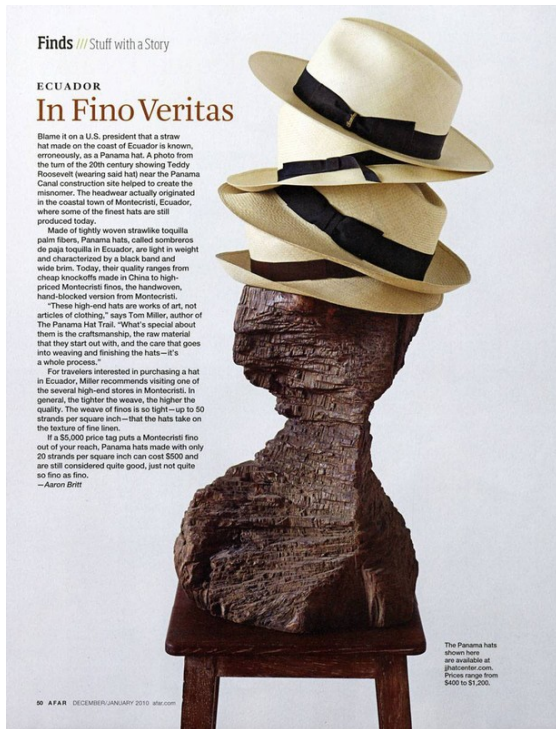 Finds /// Stuff with a Story
ECUADOR
In Fino Veritas
Blame it on a U.S. president that a straw
hat made on the coast of Ecuador is known,
erroneously, as a Panama hat. A photo from
the turn of the 20th century showing Teddy
Roosevelt (wearing said hat) near the Panama
Canal construction site helped to create the
misnomer. The headwear actually originated
in the coastal town of Montecristi, Ecuador,
where some of the finest hats are still
produced today.
Made of tightly woven strawlike toquilla
palm fibers, Panama hats, called sombreros
de paja toquilla in Ecuador, are light in weight
and characterized by a black band and
wide brim. Today, their quality ranges from
cheap knockoffs made in China to high-
priced Montecristi finos, the handwoven,
hand-blocked version from Montecristi.
"These high-end hats are works of art, not
articles of clothing," says Tom Miller, author of
The Panama Hat Trail. "What's special about
them is the craftsmanship, the raw material
that they start out with, and the care that goes
into weaving and finishing the hats—it's
a whole process."
For travelers interested in purchasing a hat
in Ecuador, Miller recommends visiting one of
the several high-end stores in Montecristi. In
general, the tighter the weave, the higher the
quality. The weave of finos is so tight—up to 50
strands per square inch—that the hats take on
the texture of fine linen.
If a $5,000 price tag puts a Montecristi fino
out of your reach, Panama hats made with only
20 strands per square inch can cost $500 and
are still considered quite good, just not quite
so fino as fino.
—Aaron Britt
The Panama hats
shown here
are available at
jjhatcenter.com.
Prices range from
$400 to $1,200.
50 AFAR DECEMBER/JANUARY 2010 afar.com